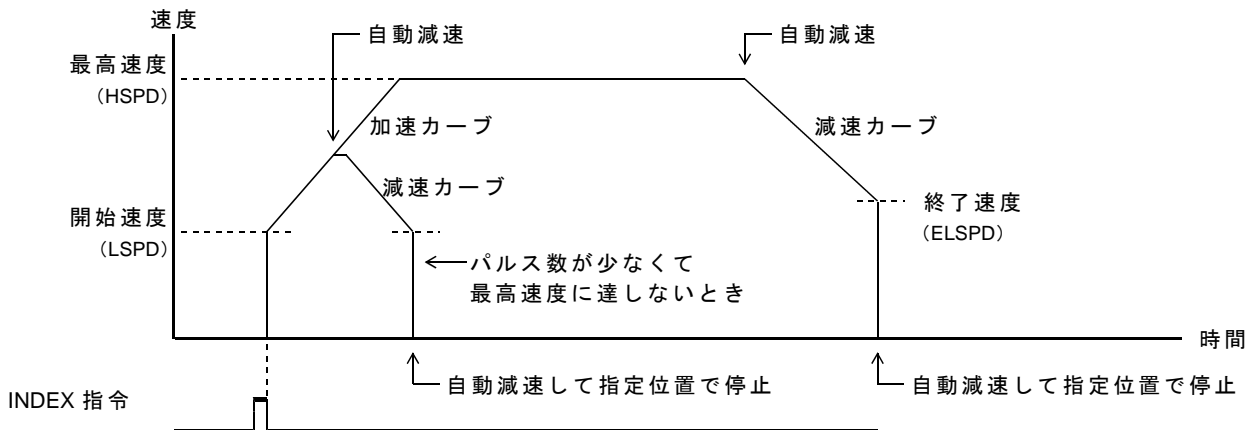 速度
自動減速
自動減速
最高速度
（HSPD）
加速カーブ
減速カーブ
減速カーブ
開始速度
（LSPD）
終了速度
（ELSPD）
パルス数が少なくて
最高速度に達しないとき
時間
自動減速して指定位置で停止
自動減速して指定位置で停止
INDEX 指令